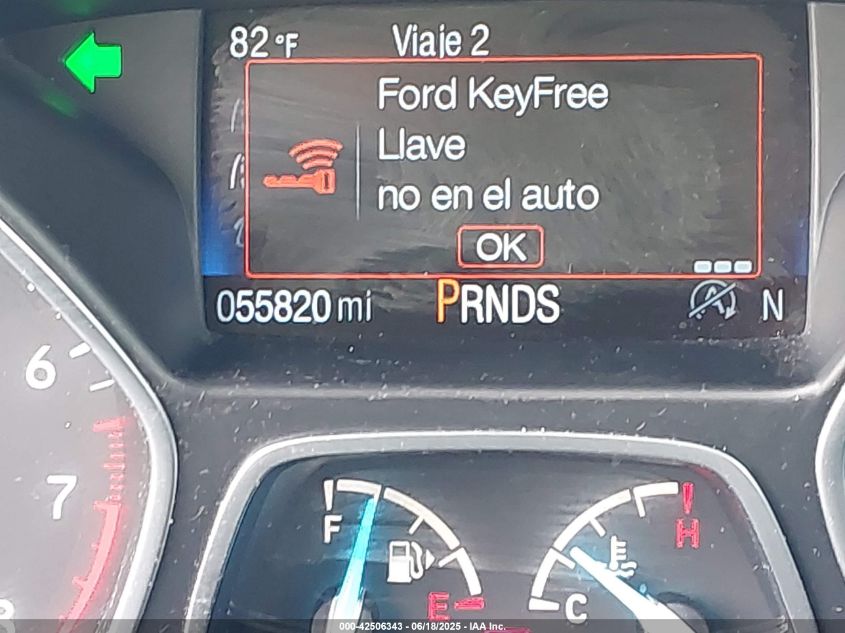 82°F Viaje 2
Ford KeyFree
Llave
no en el auto
OK
055820 mi PRNDS A N
6
7
F H
E C
000-42506343 - 06/18/2025 - IAA Inc.